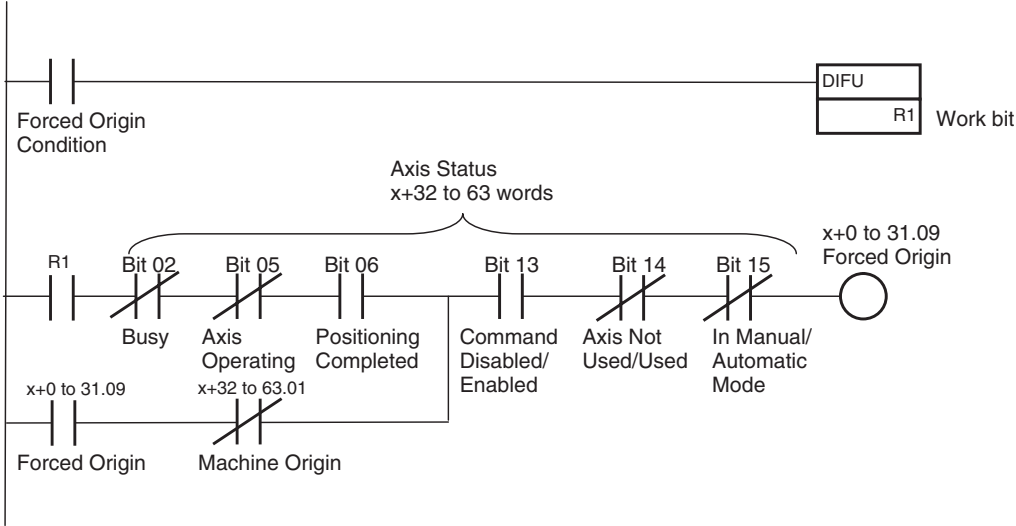 DIFU
R1
Work bit
Forced Origin
Condition
Axis Status
x+32 to 63 words
x+0 to 31.09
Forced Origin
R1
Bit 02
Bit 05
Bit 06
Bit 13
Bit 14
Bit 15
Busy
Axis
Operating
Positioning
Completed
Command
Disabled/
Enabled
Axis Not
Used/Used
In Manual/
Automatic
Mode
x+0 to 31.09
x+32 to 63.01
Forced Origin
Machine Origin